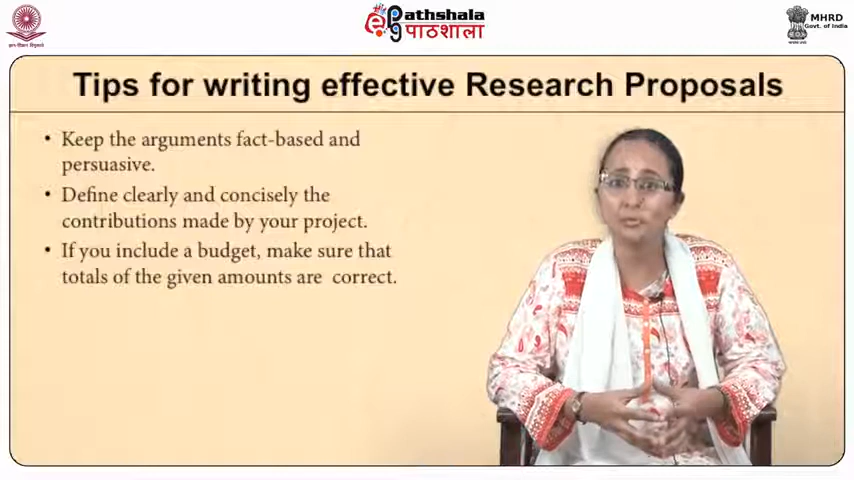 ePathshala
पाठशाला
MHRD
Govt. of India
Tips for writing effective Research Proposals
• Keep the arguments fact-based and
persuasive.
• Define clearly and concisely the
contributions made by your project.
• If you include a budget, make sure that
totals of the given amounts are correct.